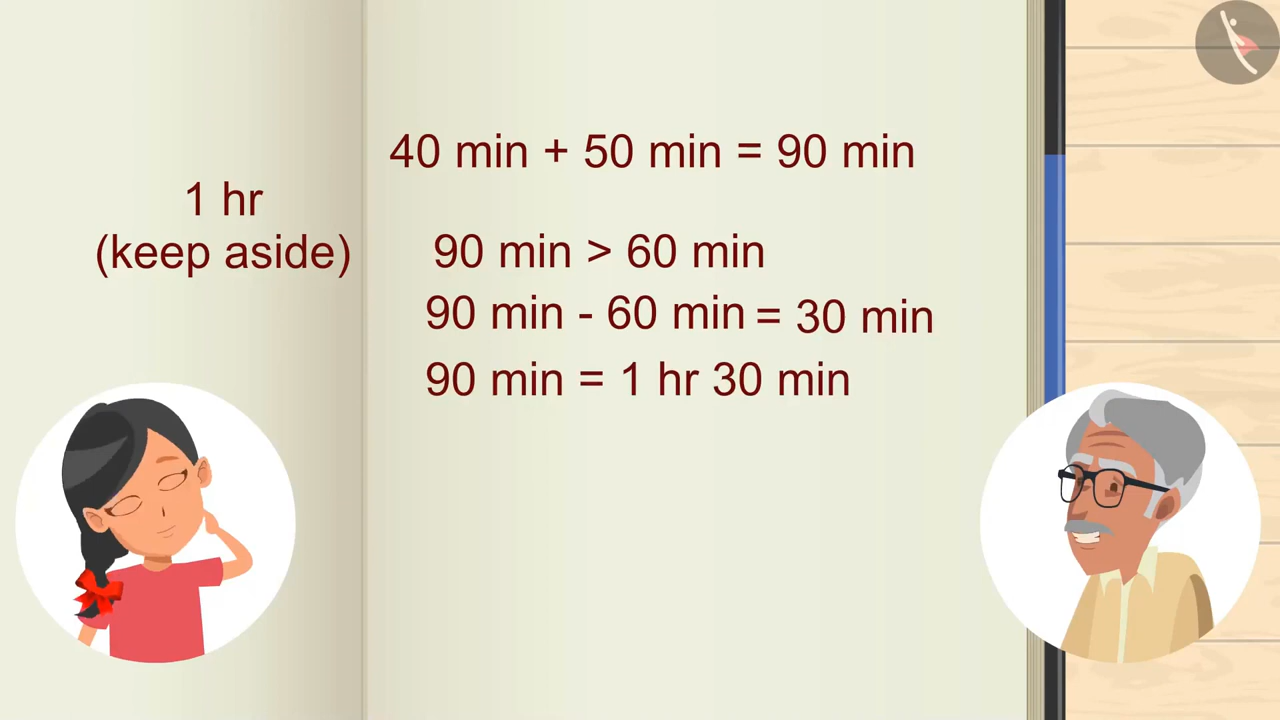 40 min + 50 min = 90 min
1 hr
(keep aside)
90 min > 60 min
90 min - 60 min = 30 min
90 min = 1 hr 30 min